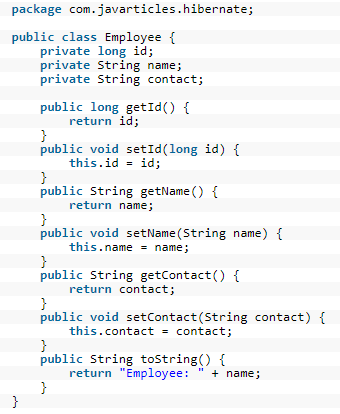 package com.javarticles.hibernate;
public class Employee {
    private long id;
    private String name;
    private String contact;
    public long getId() {
        return id;
    }
    public void setId(long id) {
        this.id = id;
    }
    public String getName() {
        return name;
    }
    public void setName(String name) {
        this.name = name;
    }
    public String getContact() {
        return contact;
    }
    public void setContact(String contact) {
        this.contact = contact;
    }
    public String toString() {
        return "Employee: " + name;
    }
}